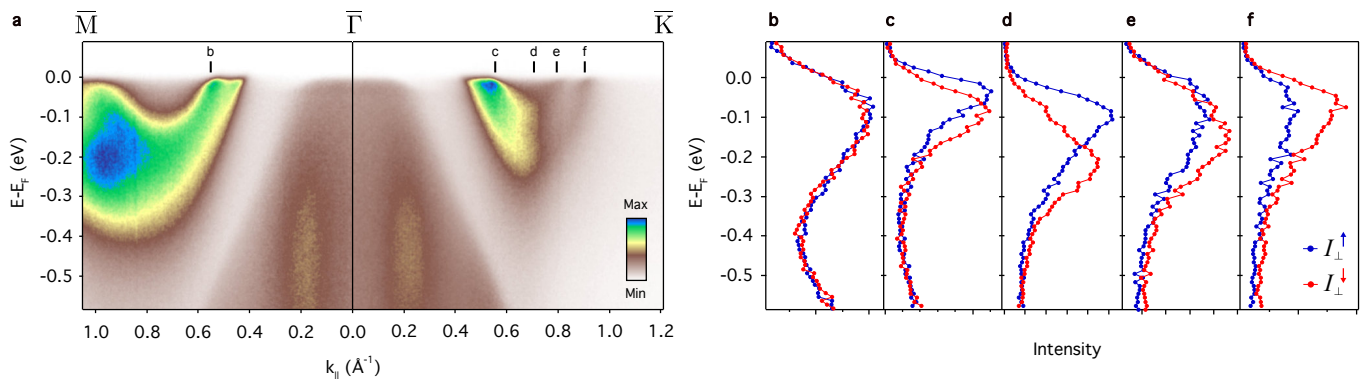 a
M̅ Γ̅ K̅
b c d e f
0.0
-0.1
-0.2
-0.3
-0.4
-0.5
E-E_F (eV)
Max
Min
1.0 0.8 0.6 0.4 0.2 0.0 0.2 0.4 0.6 0.8 1.0 1.2
k_|| (Å⁻¹)
b c d e f
0.0
-0.1
-0.2
-0.3
-0.4
-0.5
E-E_F (eV)
I_⊥^↑
I_⊥^↓
Intensity